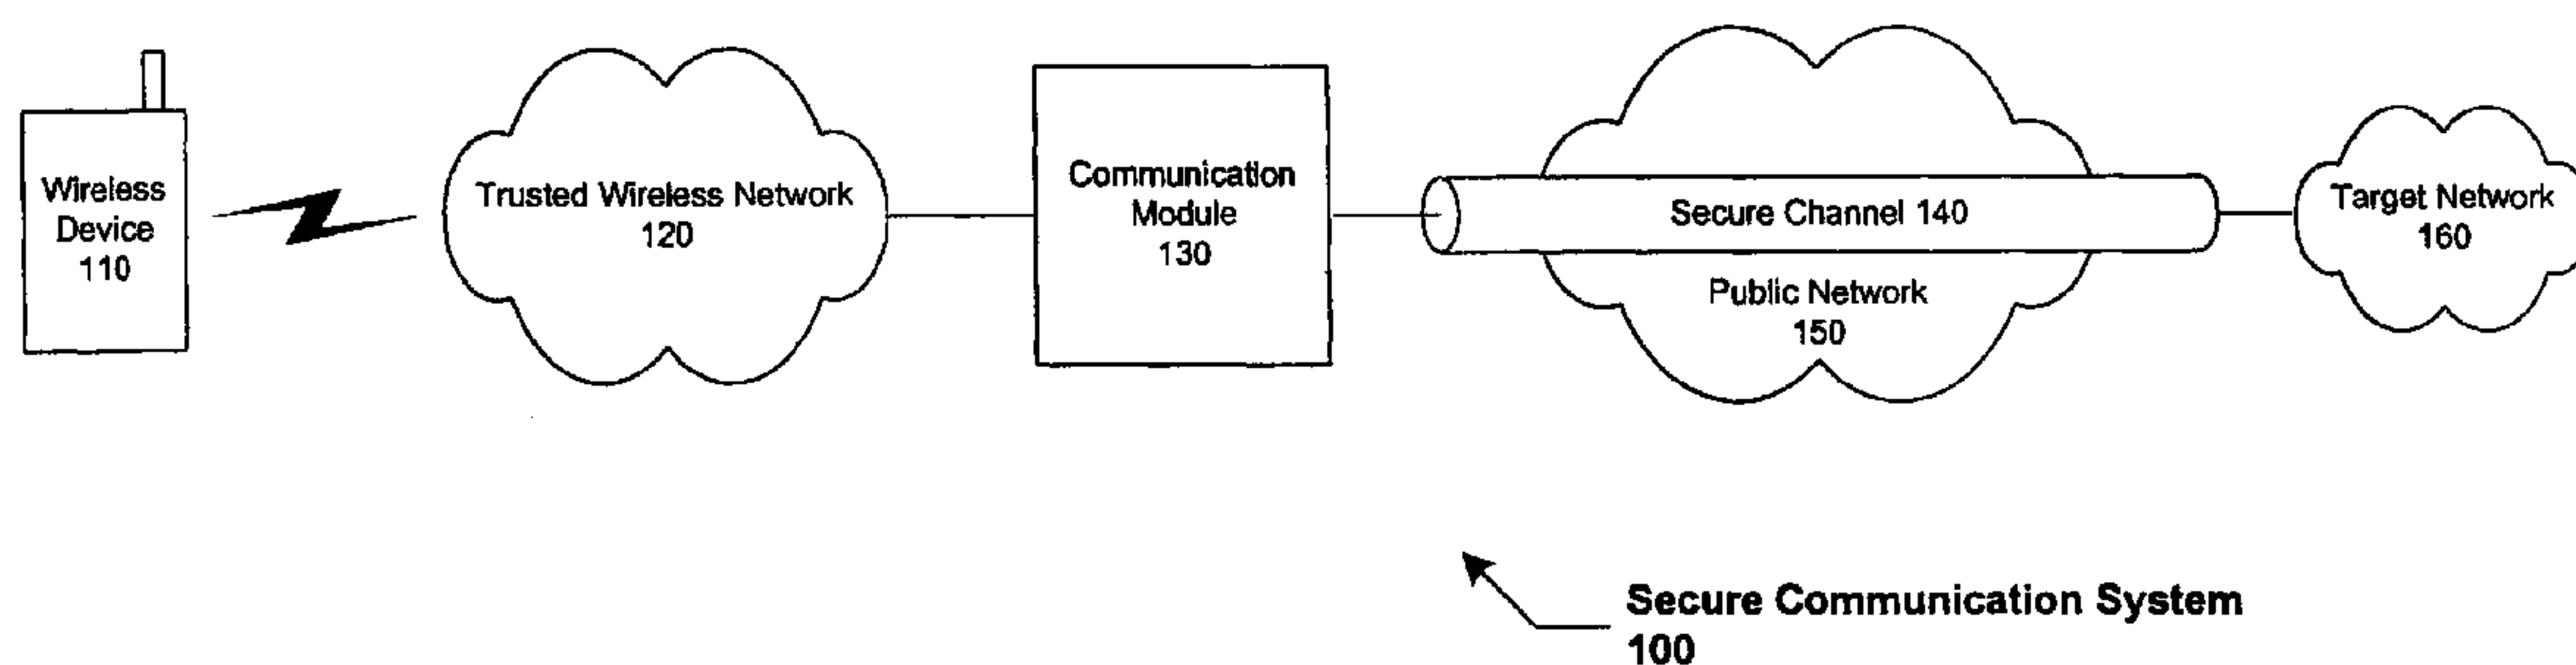 Wireless
Device
110
Trusted Wireless Network
120
Communication
Module
130
Secure Channel 140
Public Network
150
Target Network
160
Secure Communication System
100